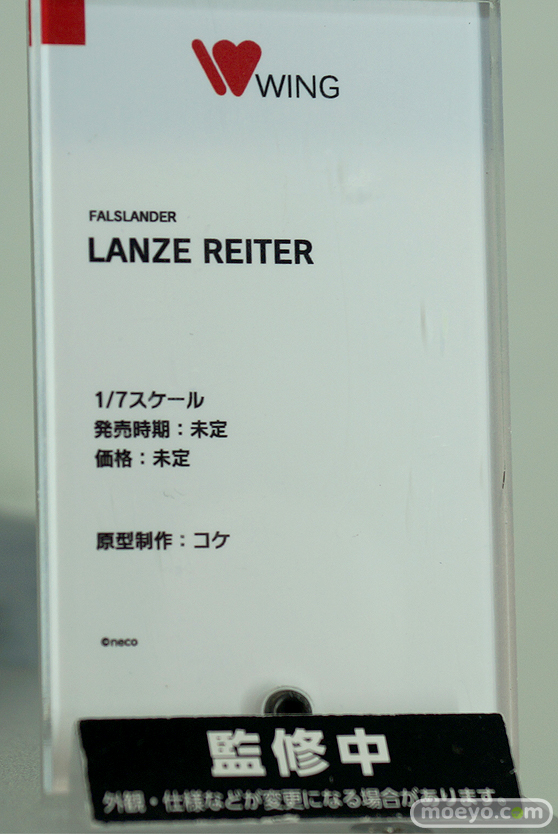 WING
FALSLANDER
LANZE REITER
1/7スケール
発売時期：未定
価格：未定
原型制作：コケ
©neco
監修中
外観・仕様などが変更になる場合があります。
moeyo.com